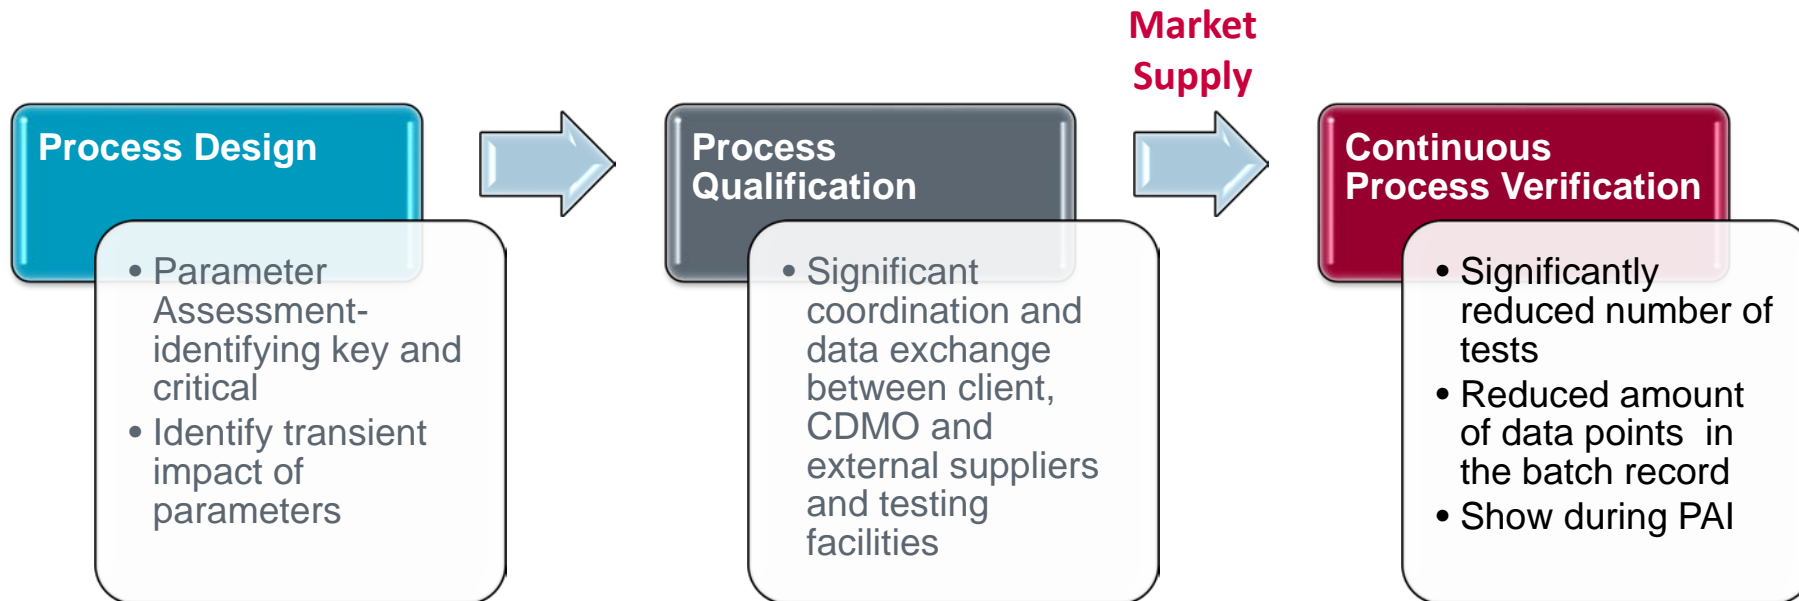 Market
Supply
Process Design
• Parameter
Assessment-
identifying key and
critical
• Identify transient
impact of
parameters
Process
Qualification
• Significant
coordination and
data exchange
between client,
CDMO and
external suppliers
and testing
facilities
Continuous
Process Verification
• Significantly
reduced number of
tests
• Reduced amount
of data points  in
the batch record
• Show during PAI